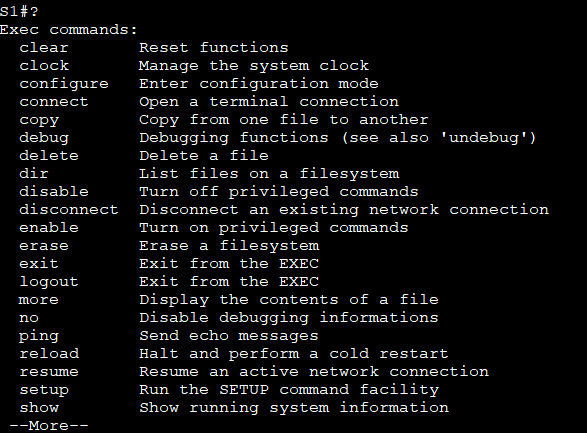 S1#?
Exec commands:
  clear       Reset functions
  clock       Manage the system clock
  configure   Enter configuration mode
  connect     Open a terminal connection
  copy        Copy from one file to another
  debug       Debugging functions (see also 'undebug')
  delete      Delete a file
  dir         List files on a filesystem
  disable     Turn off privileged commands
  disconnect  Disconnect an existing network connection
  enable      Turn on privileged commands
  erase       Erase a filesystem
  exit        Exit from the EXEC
  logout      Exit from the EXEC
  more        Display the contents of a file
  no          Disable debugging informations
  ping        Send echo messages
  reload      Halt and perform a cold restart
  resume      Resume an active network connection
  setup       Run the SETUP command facility
  show        Show running system information
 --More--